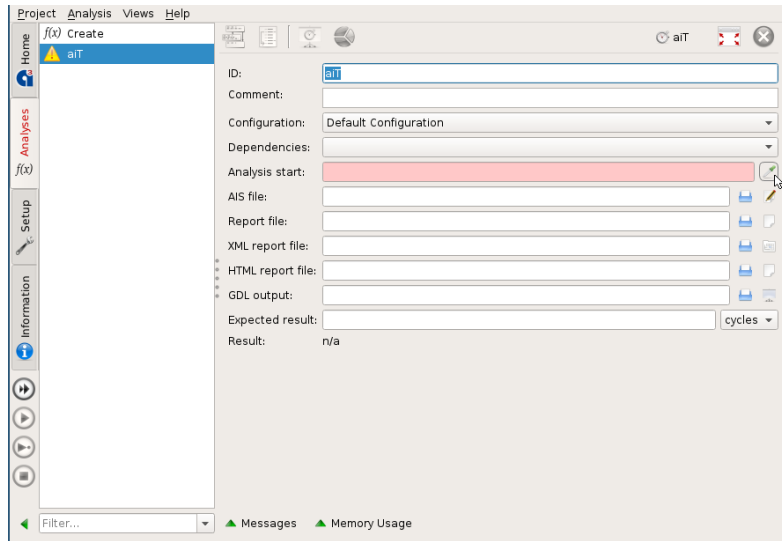 Project Analysis Views Help
Home
Analyses
f(x)
Setup
Information
f(x) Create
aiT
aiT
ID: aiT
Comment:
Configuration: Default Configuration
Dependencies:
Analysis start:
AIS file:
Report file:
XML report file:
HTML report file:
GDL output:
Expected result: cycles
Result: n/a
Filter...
Messages Memory Usage